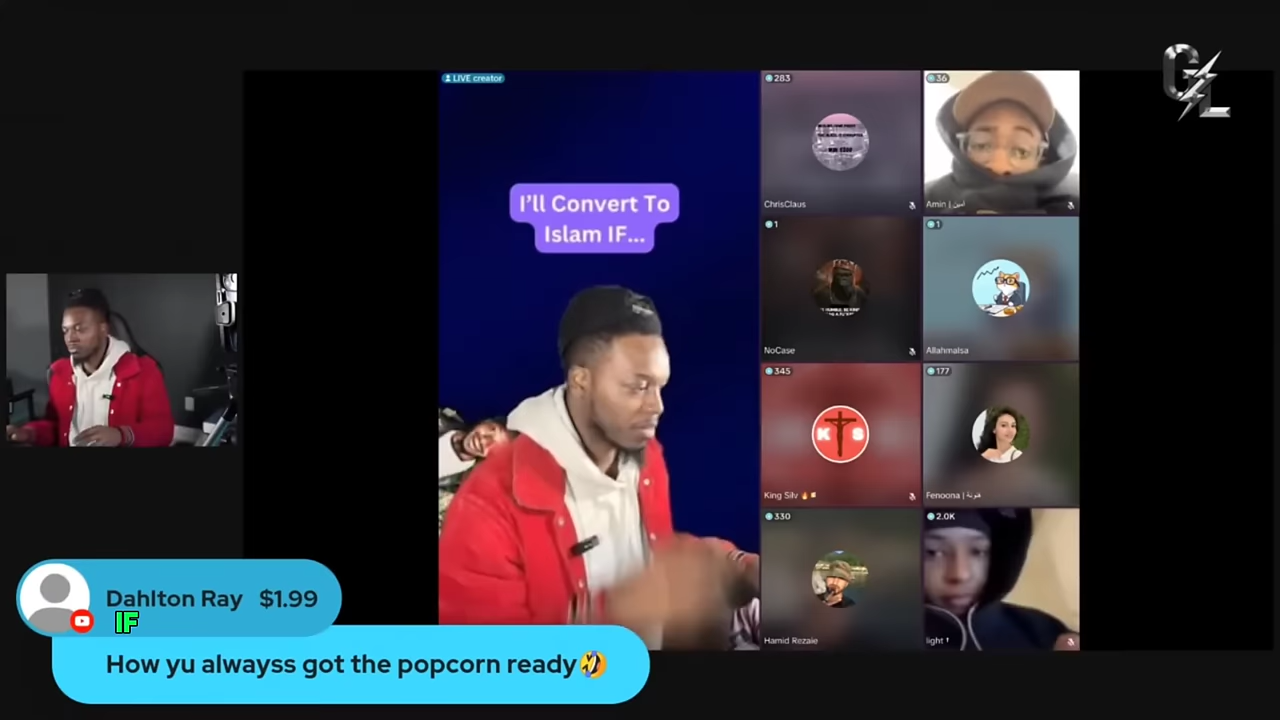 LIVE creator
I'll Convert To
Islam IF...
283
ChrisClaus
36
Amin | أمين
1
NoCase
1
Allahmalsa
345
K S
King Silv 🔥
177
Fenoona | فنونة
330
Hamid Rezaie
2.0K
light
GL
Dahlton Ray $1.99
IF
How yu alwayss got the popcorn ready🤣